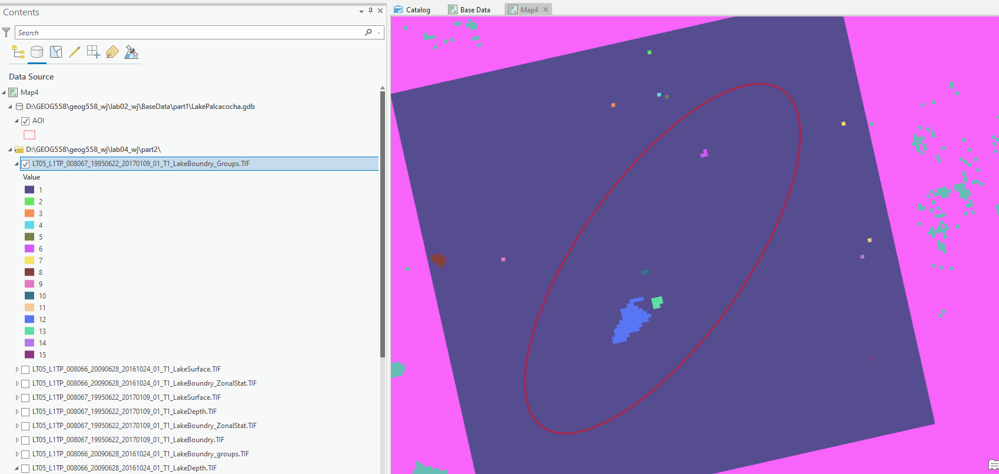 Contents
Catalog
Base Data
Map4
Search
Data Source
Map4
D:\GEOG558\geog558_wj\lab02_wj\BaseData\part1\LakePalcacocha.gdb
AOI
D:\GEOG558\geog558_wj\lab04_wj\part2\
LT05_L1TP_008067_19950622_20170109_01_T1_LakeBoundry_Groups.TIF
Value
1
2
3
4
5
6
7
8
9
10
11
12
13
14
15
LT05_L1TP_008066_20090628_20161024_01_T1_LakeSurface.TIF
LT05_L1TP_008066_20090628_20161024_01_T1_LakeBoundry_ZonalStat.TIF
LT05_L1TP_008067_19950622_20170109_01_T1_LakeSurface.TIF
LT05_L1TP_008067_19950622_20170109_01_T1_LakeDepth.TIF
LT05_L1TP_008067_19950622_20170109_01_T1_LakeBoundry_ZonalStat.TIF
LT05_L1TP_008067_19950622_20170109_01_T1_LakeBoundry.TIF
LT05_L1TP_008066_20090628_20161024_01_T1_LakeBoundry_groups.TIF
LT05_L1TP_008066_20090628_20161024_01_T1_LakeDepth.TIF